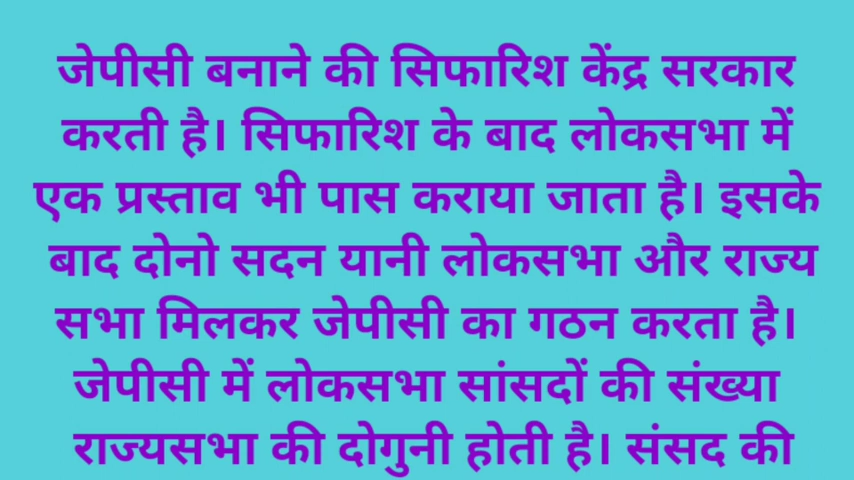 जेपीसी बनाने की सिफारिश केंद्र सरकार
करती है। सिफारिश के बाद लोकसभा में
एक प्रस्ताव भी पास कराया जाता है। इसके
बाद दोनो सदन यानी लोकसभा और राज्य
सभा मिलकर जेपीसी का गठन करता है।
जेपीसी में लोकसभा सांसदों की संख्या
राज्यसभा की दोगुनी होती है। संसद की